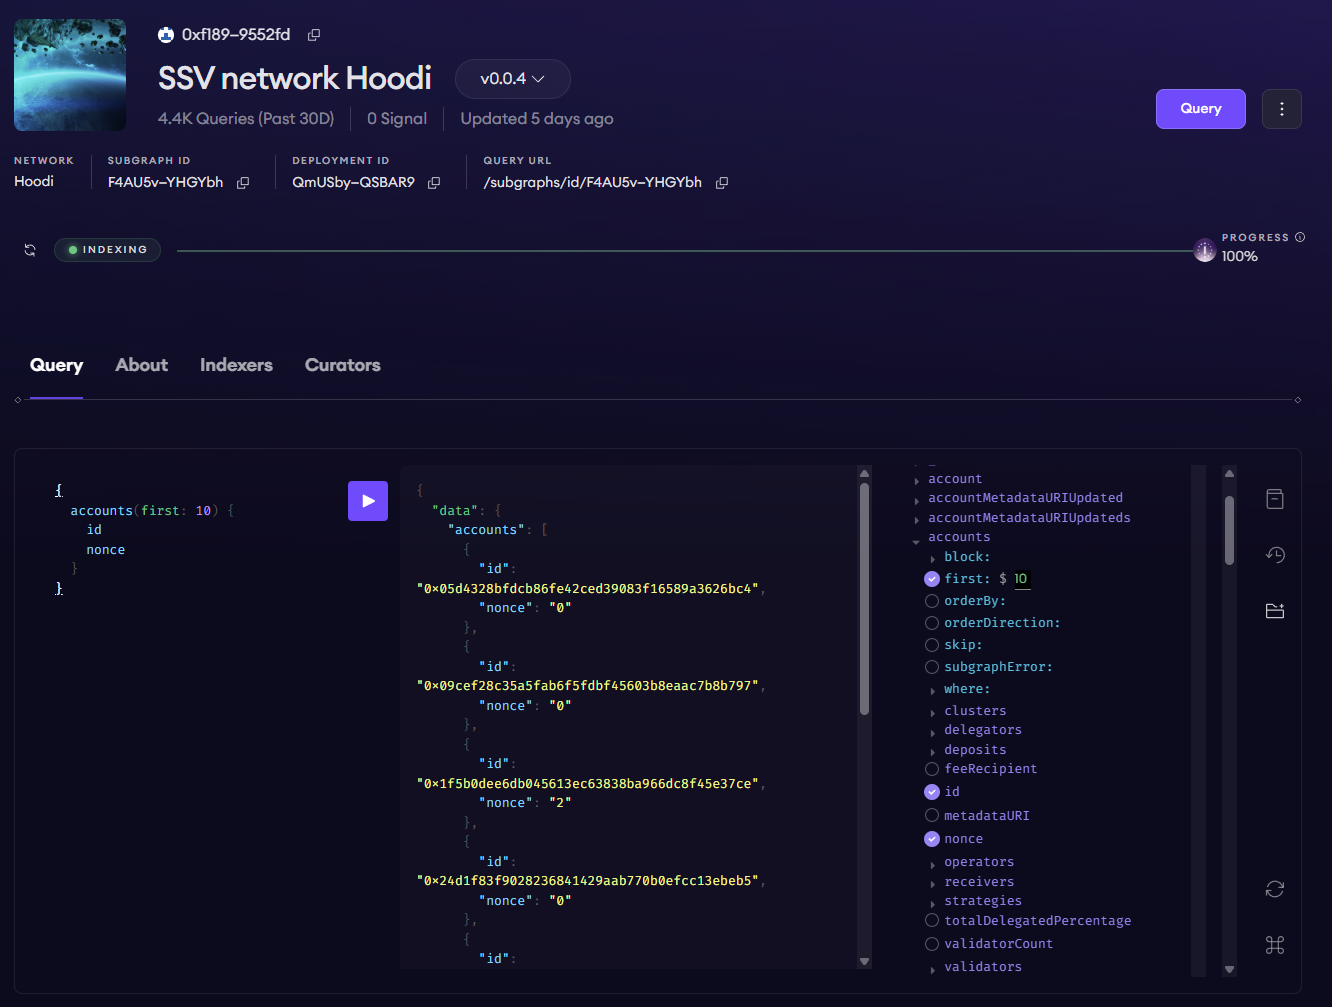 0xf189–9552fd
SSV network Hoodi
v0.0.4
4.4K Queries (Past 30D)
0 Signal
Updated 5 days ago
Query
NETWORK
Hoodi
SUBGRAPH ID
F4AU5v–YHGYbh
DEPLOYMENT ID
QmUSby–QSBAR9
QUERY URL
/subgraphs/id/F4AU5v–YHGYbh
INDEXING
PROGRESS
100%
Query
About
Indexers
Curators
{
accounts(first: 10) {
id
nonce
}
}
{
"data": {
"accounts": [
{
"id":
"0x05d4328bfdcb86fe42ced39083f16589a3626bc4",
"nonce": "0"
},
{
"id":
"0x09cef28c35a5fab6f5fdbf45603b8eaac7b8b797",
"nonce": "0"
},
{
"id":
"0x1f5b0dee6db045613ec63838ba966dc8f45e37ce",
"nonce": "2"
},
{
"id":
"0x24d1f83f9028236841429aab770b0efcc13ebeb5",
"nonce": "0"
},
{
"id":
account
accountMetadataURIUpdated
accountMetadataURIUpdateds
accounts
block:
first: $ 10
orderBy:
orderDirection:
skip:
subgraphError:
where:
clusters
delegators
deposits
feeRecipient
id
metadataURI
nonce
operators
receivers
strategies
totalDelegatedPercentage
validatorCount
validators